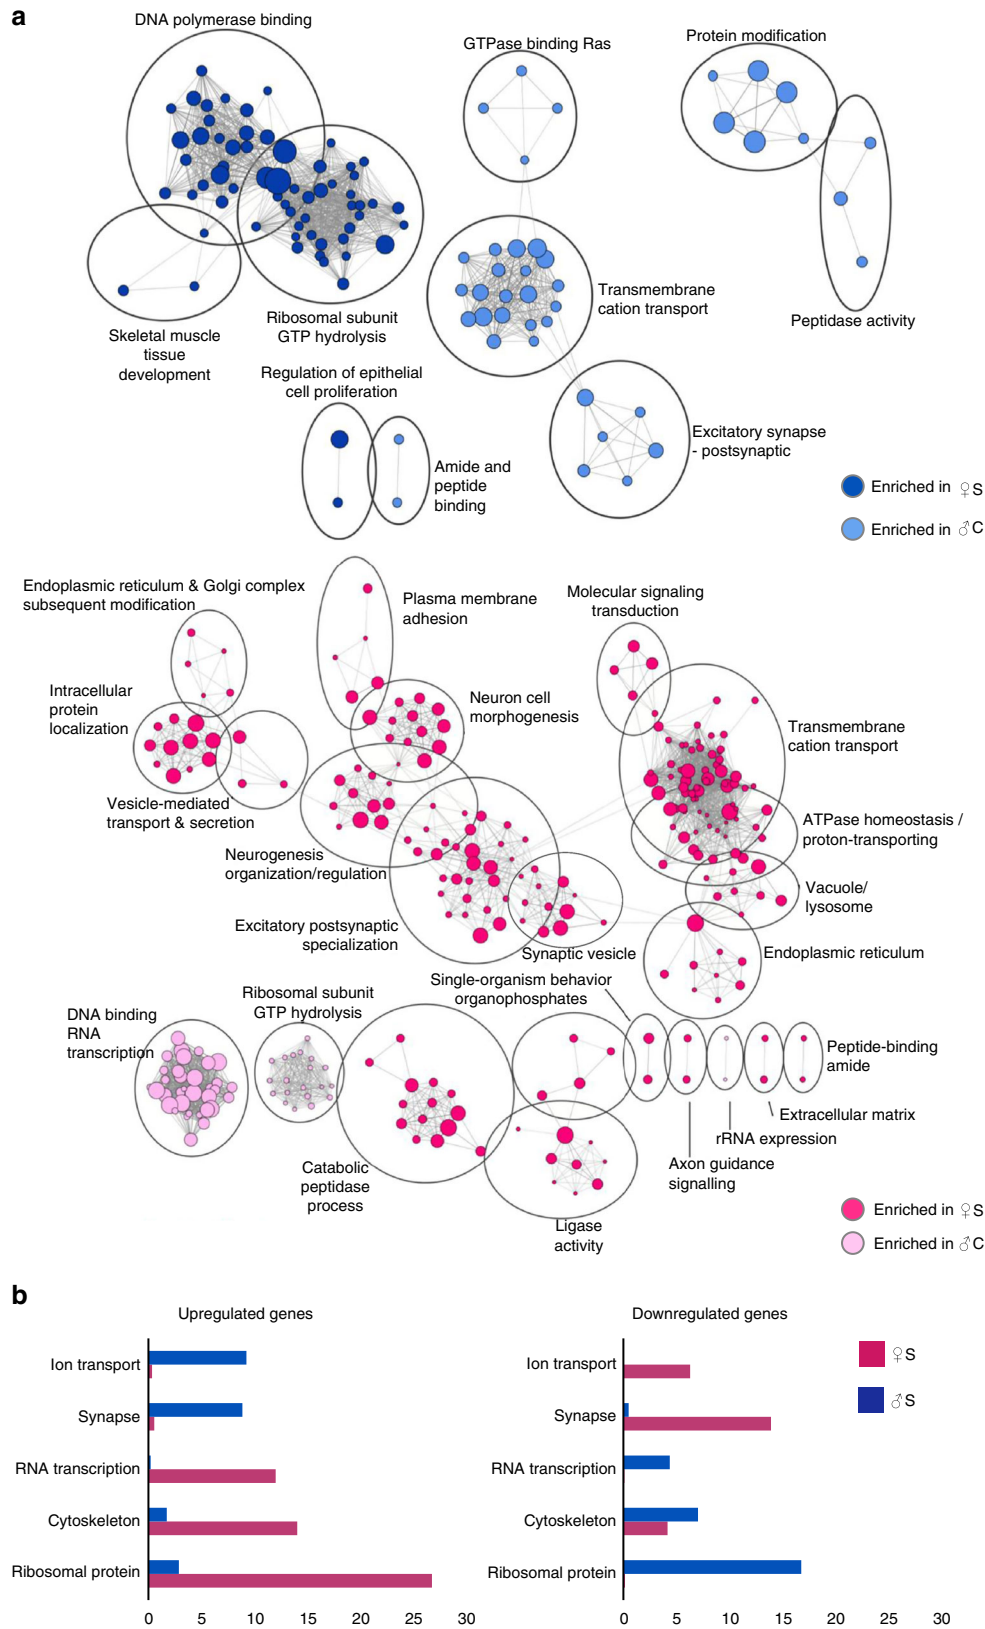 a
DNA polymerase binding
GTPase binding Ras
Protein modification
Transmembrane
cation transport
Peptidase activity
Skeletal muscle
tissue
development
Ribosomal subunit
GTP hydrolysis
Regulation of epithelial
cell proliferation
Amide and
peptide
binding
Excitatory synapse
- postsynaptic
Enriched in ♀S
Enriched in ♂C
Endoplasmic reticulum & Golgi complex
subsequent modification
Plasma membrane
adhesion
Molecular signaling
transduction
Intracellular
protein
localization
Neuron cell
morphogenesis
Transmembrane
cation transport
Vesicle-mediated
transport & secretion
ATPase homeostasis /
proton-transporting
Neurogenesis
organization/regulation
Vacuole/
lysosome
Excitatory postsynaptic
specialization
Synaptic vesicle
Endoplasmic reticulum
Single-organism behavior
organophosphates
DNA binding
RNA
transcription
Ribosomal subunit
GTP hydrolysis
Peptide-binding
amide
Extracellular matrix
rRNA expression
Axon guidance
signalling
Catabolic
peptidase
process
Ligase
activity
Enriched in ♀S
Enriched in ♂C
b
Upregulated genes
Ion transport
Synapse
RNA transcription
Cytoskeleton
Ribosomal protein
0 5 10 15 20 25 30
Downregulated genes
Ion transport
Synapse
RNA transcription
Cytoskeleton
Ribosomal protein
0 5 10 15 20 25 30
♀S
♂S